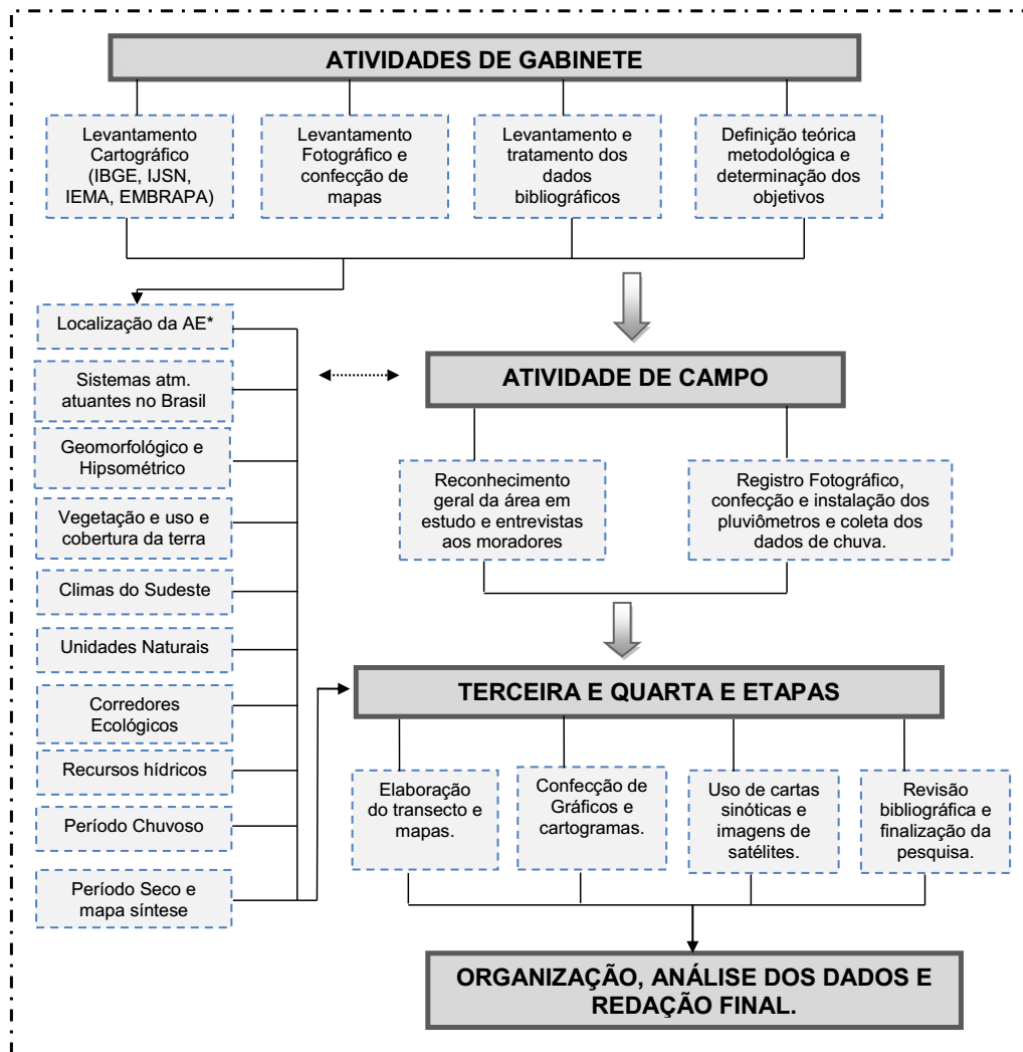 ATIVIDADES DE GABINETE
Levantamento
Cartográfico
(IBGE, IJSN,
IEMA, EMBRAPA)
Levantamento
Fotográfico e
confecção de
mapas
Levantamento e
tratamento dos
dados
bibliográficos
Definição teórica
metodológica e
determinação dos
objetivos
Localização da AE*
Sistemas atm.
atuantes no Brasil
Geomorfológico e
Hipsométrico
Vegetação e uso e
cobertura da terra
Climas do Sudeste
Unidades Naturais
Corredores
Ecológicos
Recursos hídricos
Período Chuvoso
Período Seco e
mapa síntese
ATIVIDADE DE CAMPO
Reconhecimento
geral da área em
estudo e entrevistas
aos moradores
Registro Fotográfico,
confecção e instalação dos
pluviômetros e coleta dos
dados de chuva.
TERCEIRA E QUARTA E ETAPAS
Elaboração
do transecto e
mapas.
Confecção de
Gráficos e
cartogramas.
Uso de cartas
sinóticas e
imagens de
satélites.
Revisão
bibliográfica e
finalização da
pesquisa.
ORGANIZAÇÃO, ANÁLISE DOS DADOS E
REDAÇÃO FINAL.